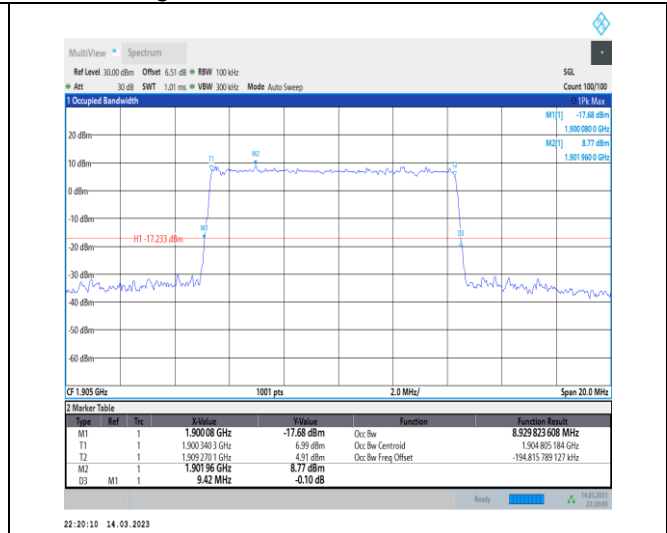 MultiView Spectrum
Ref Level 30.00 dBm Offset 6.51 dB RBW 100 kHz SGL
Att 30 dB SWT 1.01 ms VBW 300 kHz Mode Auto Sweep Count 100/100
1 Occupied Bandwidth 1Pk Max
M1[1] -17.68 dBm
1.900 080 0 GHz
20 dBm M2[1] 8.77 dBm
1.901 960 0 GHz
T1 M2 T2
10 dBm
0 dBm
-10 dBm
M1 D3
H1 -17.233 dBm
-20 dBm
-30 dBm
-40 dBm
-50 dBm
-60 dBm
CF 1.905 GHz 1001 pts 2.0 MHz/ Span 20.0 MHz
2 Marker Table
Type Ref Trc X-Value Y-Value Function Function Result
M1 1 1.900 08 GHz -17.68 dBm Occ Bw 8.929 823 608 MHz
T1 1 1.900 340 3 GHz 6.99 dBm Occ Bw Centroid 1.904 805 184 GHz
T2 1 1.909 270 1 GHz 4.91 dBm Occ Bw Freq Offset -194.815 789 127 kHz
M2 1 1.901 96 GHz 8.77 dBm
D3 M1 1 9.42 MHz -0.10 dB
Ready 14.03.2023
22:20:09
22:20:10 14.03.2023